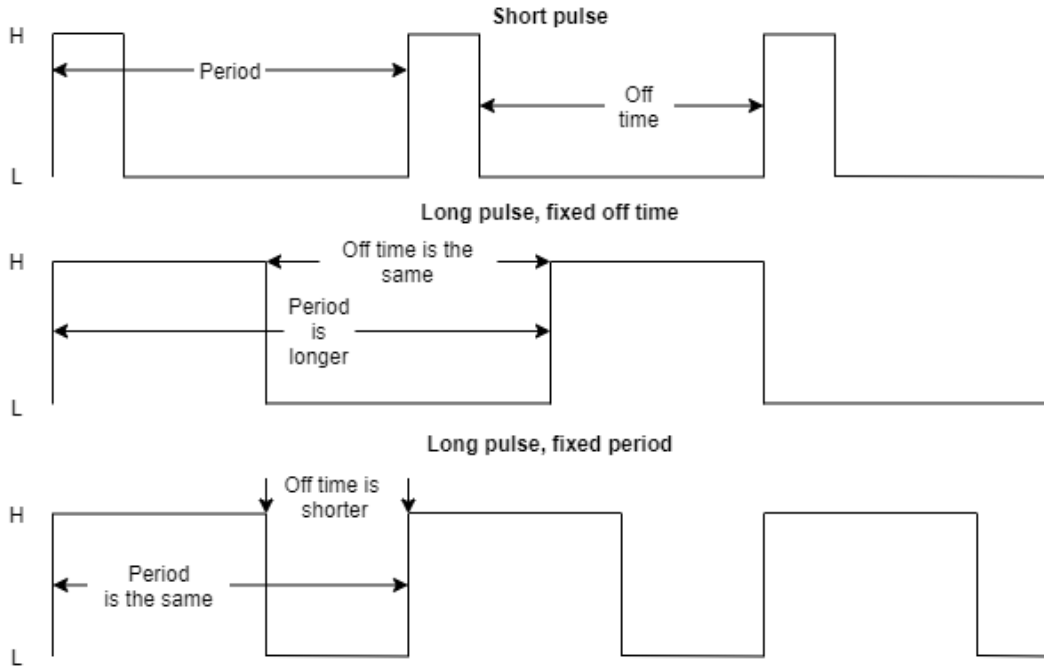 Short pulse
H
Period
Off
time
L
Long pulse, fixed off time
H
Off time is the
same
Period
is
longer
L
Long pulse, fixed period
Off time is
shorter
H
Period
is the same
L